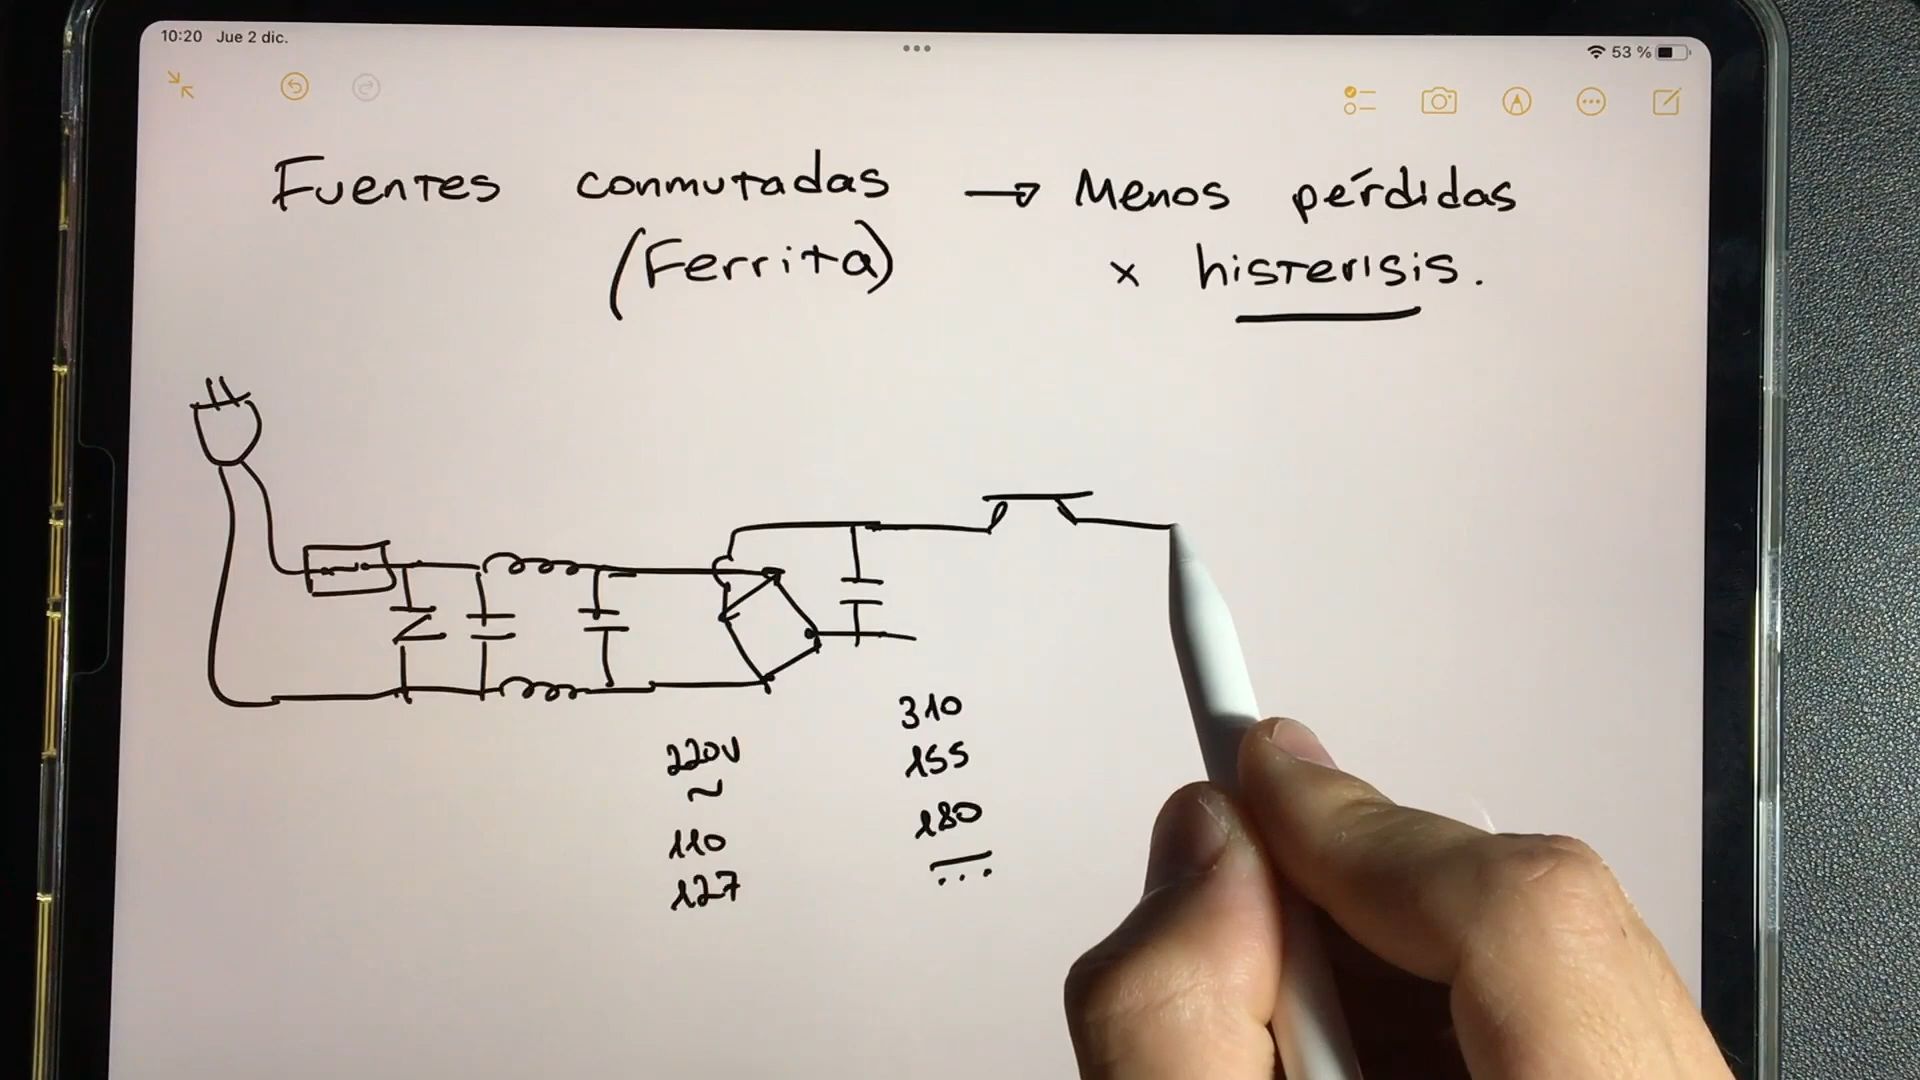 10:20 Jue 2 dic.
53 %
Fuentes conmutadas → Menos pérdidas
(Ferrita) x histerisis.
310
220V 155
~
180
110
127